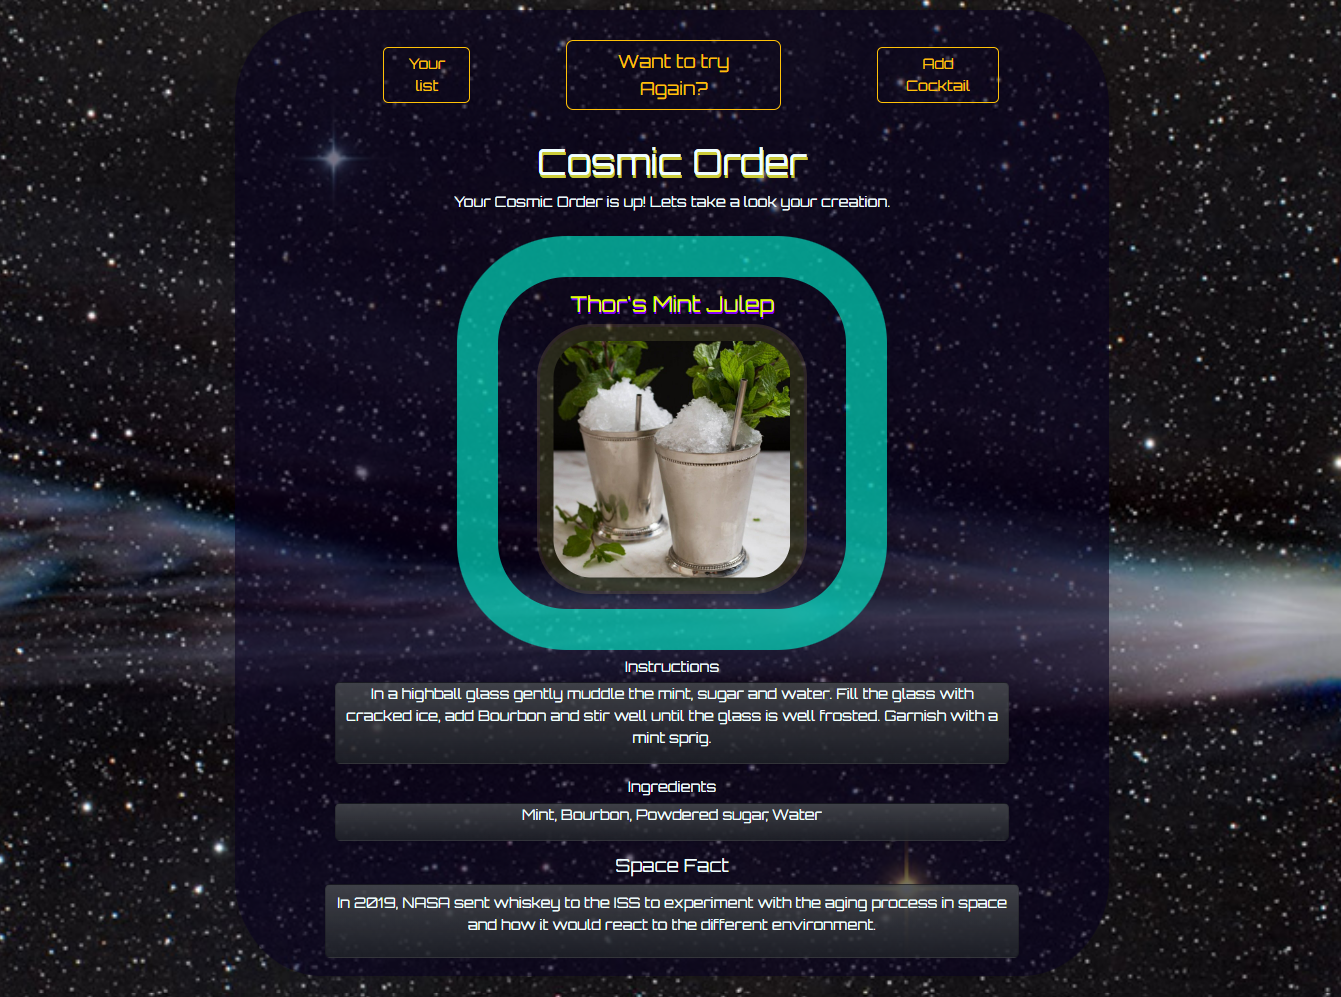 Your
list
Want to try
Again?
Add
Cocktail
Cosmic Order
Your Cosmic Order is up! Lets take a look your creation.
Thor's Mint Julep
Instructions
In a highball glass gently muddle the mint, sugar and water. Fill the glass with
cracked ice, add Bourbon and stir well until the glass is well frosted. Garnish with a
mint sprig.
Ingredients
Mint, Bourbon, Powdered sugar, Water
Space Fact
In 2019, NASA sent whiskey to the ISS to experiment with the aging process in space
and how it would react to the different environment.